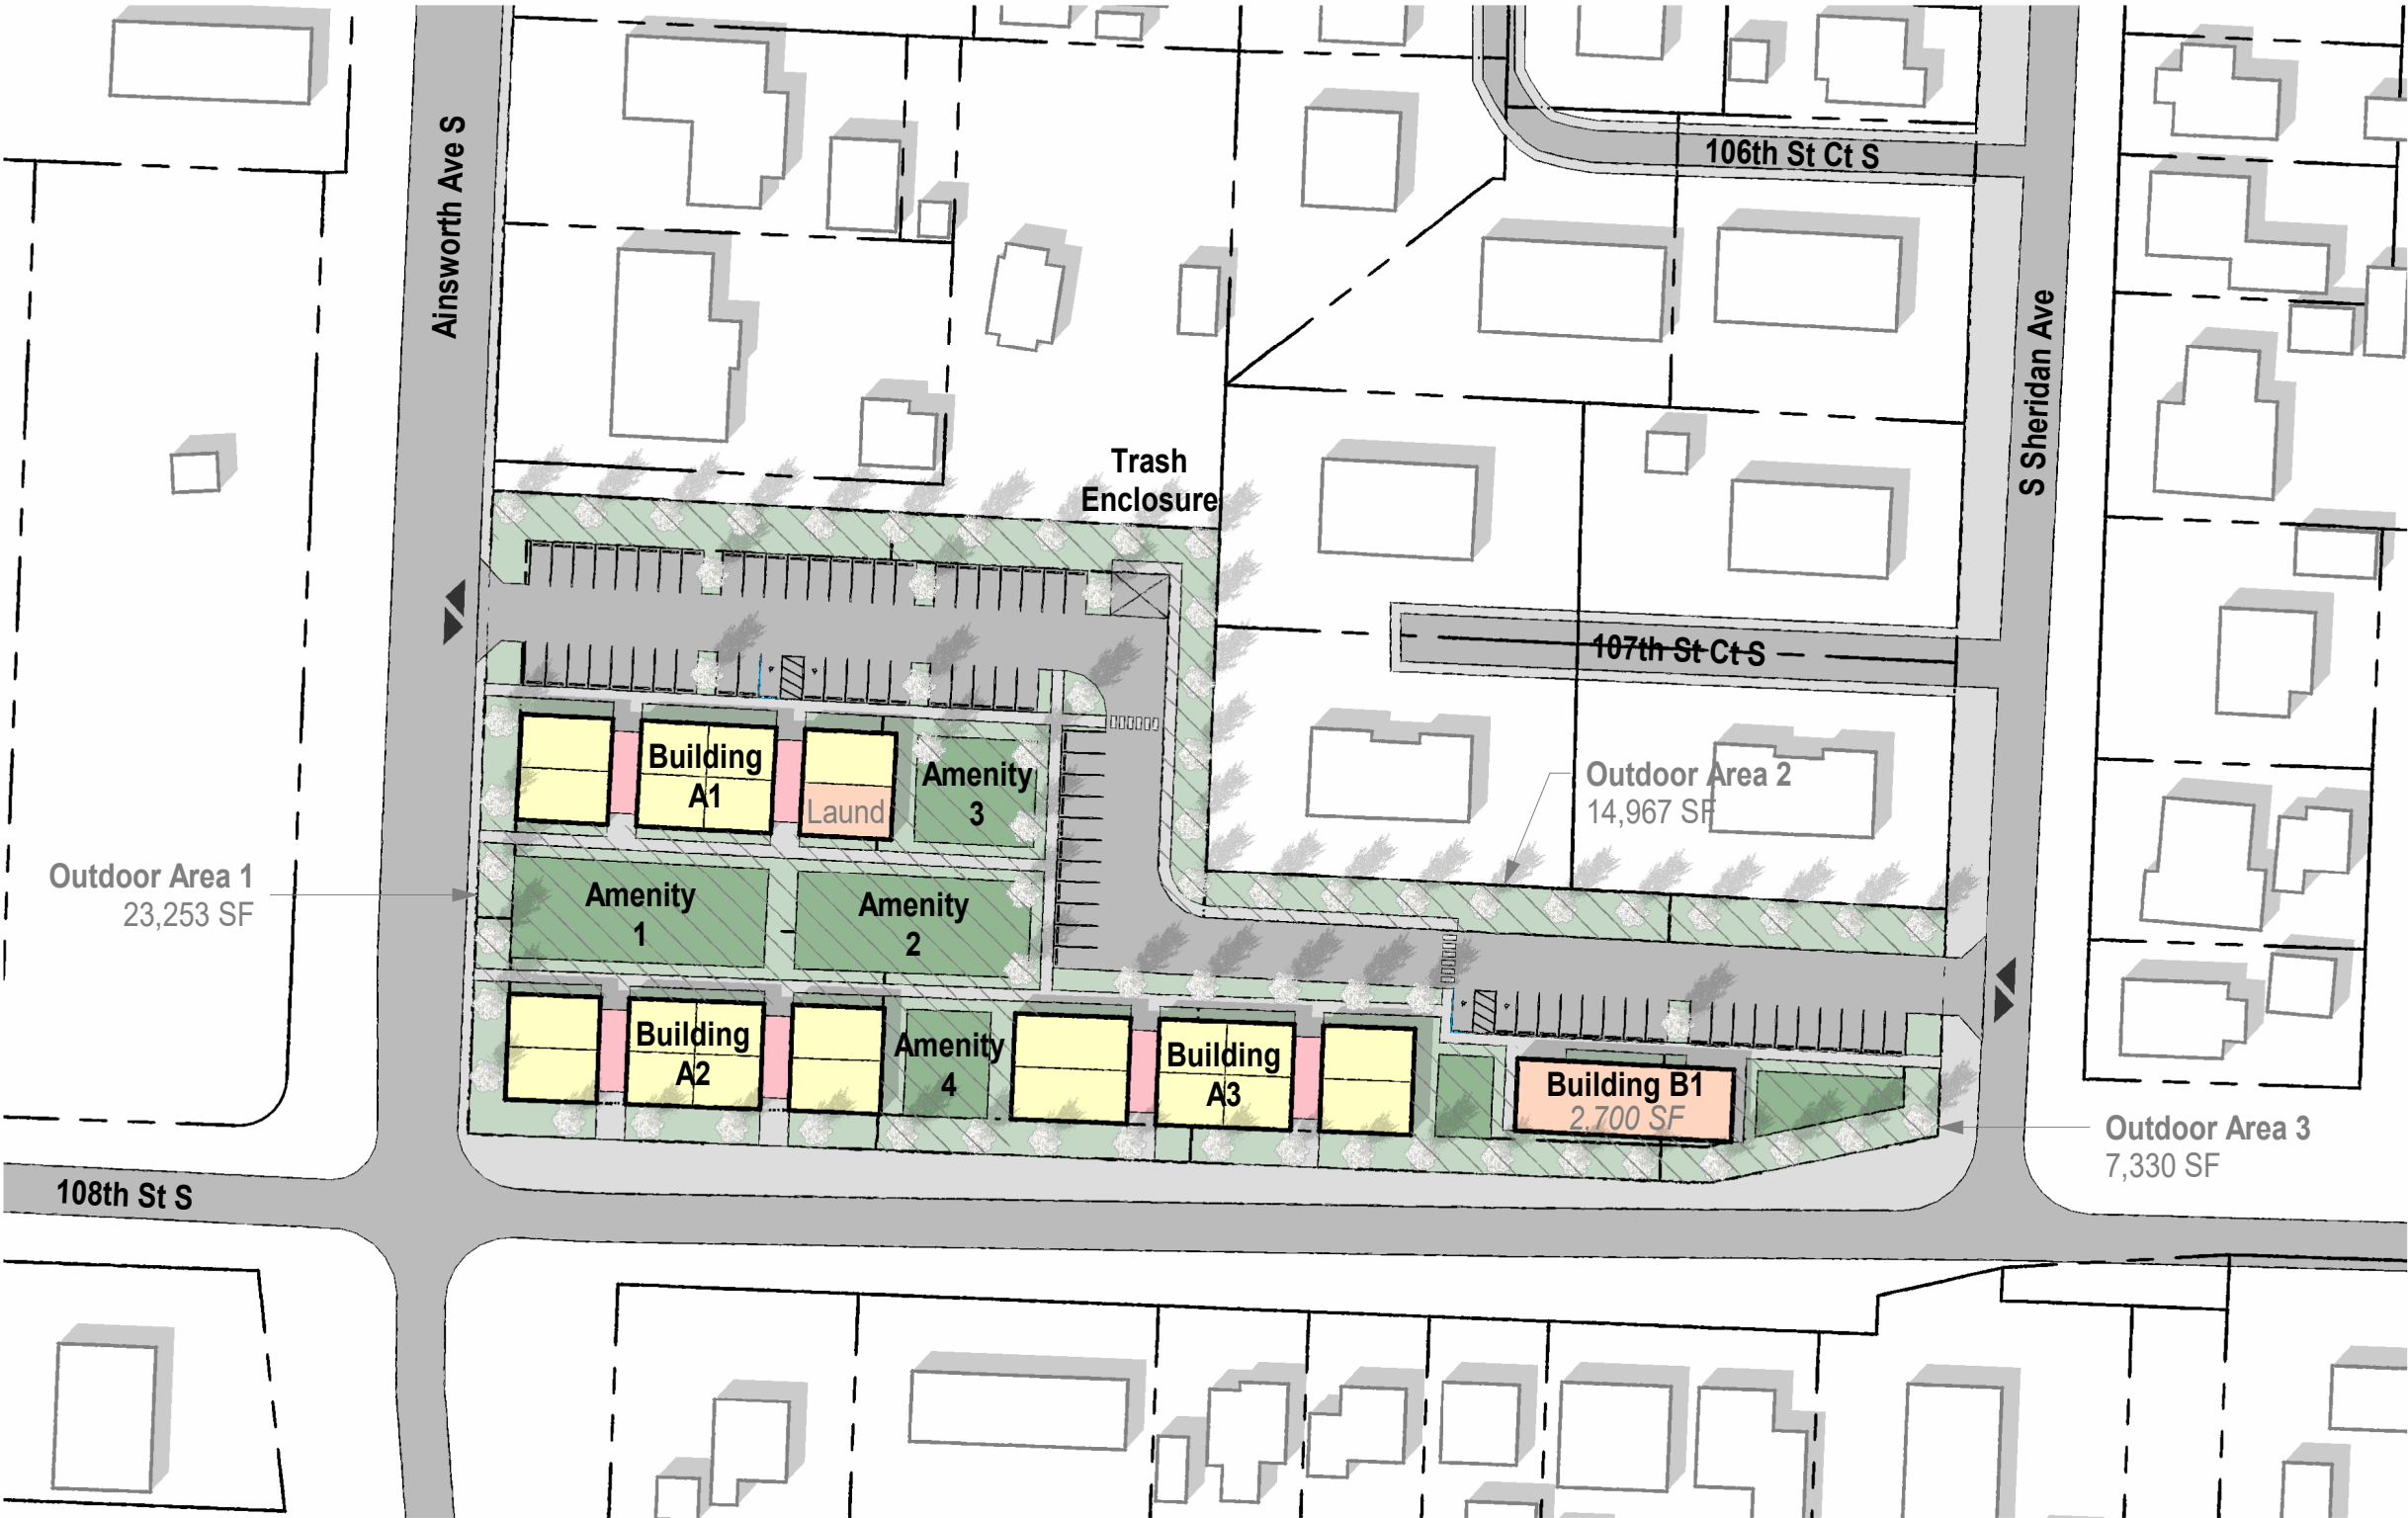 Ainsworth Ave S
106th St Ct S
S Sheridan Ave
Trash
Enclosure
107th St Ct S
Building
A1
Laund
Amenity
3
Outdoor Area 2
14,967 SF
Outdoor Area 1
23,253 SF
Amenity
1
Amenity
2
Building
A2
Amenity
4
Building
A3
Building B1
2,700 SF
Outdoor Area 3
7,330 SF
108th St S